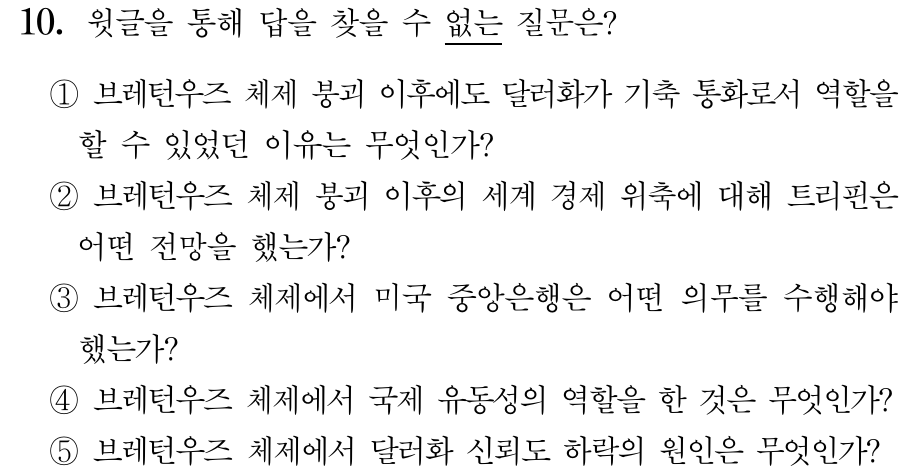 10. 윗글을 통해 답을 찾을 수 없는 질문은?
① 브레턴우즈 체제 붕괴 이후에도 달러화가 기축 통화로서 역할을
할 수 있었던 이유는 무엇인가?
② 브레턴우즈 체제 붕괴 이후의 세계 경제 위축에 대해 트리핀은
어떤 전망을 했는가?
③ 브레턴우즈 체제에서 미국 중앙은행은 어떤 의무를 수행해야
했는가?
④ 브레턴우즈 체제에서 국제 유동성의 역할을 한 것은 무엇인가?
⑤ 브레턴우즈 체제에서 달러화 신뢰도 하락의 원인은 무엇인가?